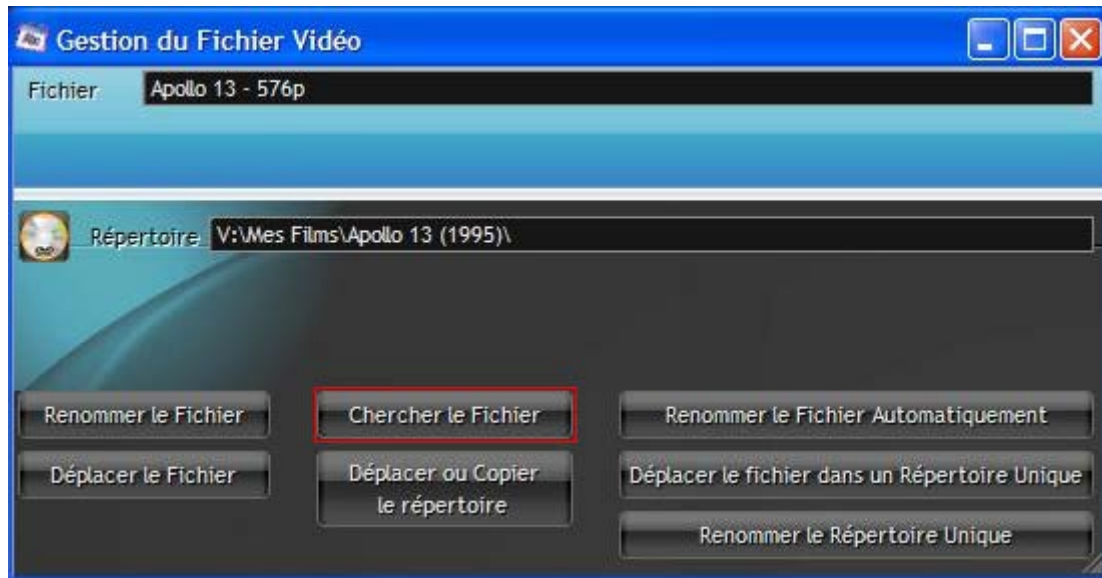 Gestion du Fichier Vidéo
Fichier Apollo 13 - 576p
Répertoire V:\Mes Films\Apollo 13 (1995)\
Renommer le Fichier Chercher le Fichier Renommer le Fichier Automatiquement
Déplacer le Fichier Déplacer ou Copier le répertoire Déplacer le fichier dans un Répertoire Unique
Renommer le Répertoire Unique